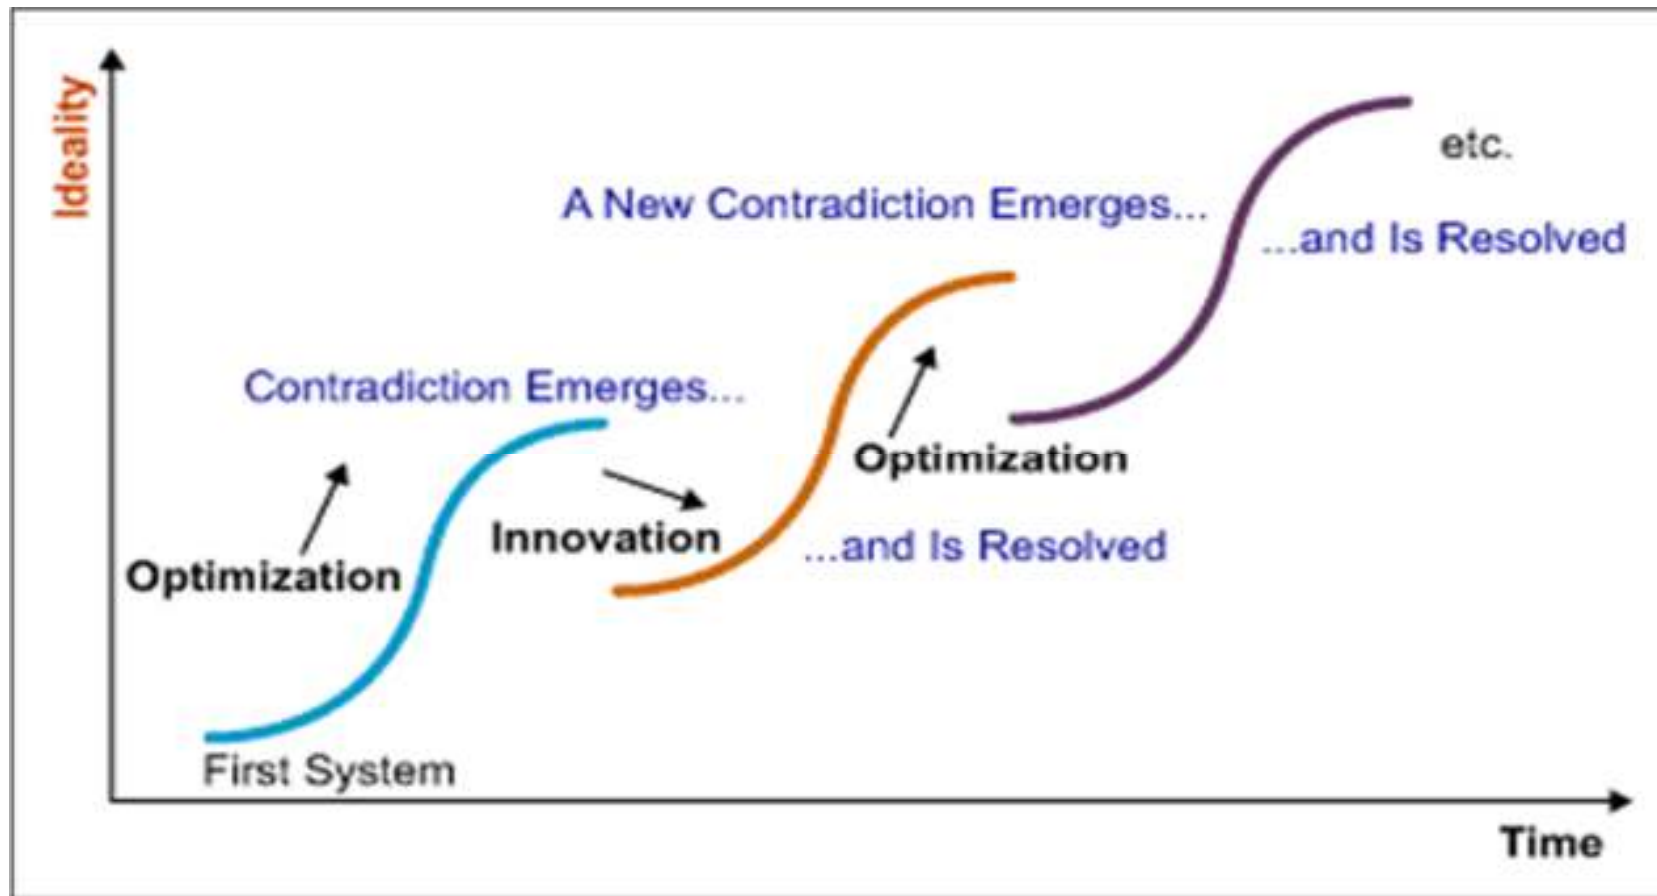 Ideality
etc.
A New Contradiction Emerges...
...and Is Resolved
Contradiction Emerges...
Optimization
Innovation
...and Is Resolved
Optimization
First System
Time